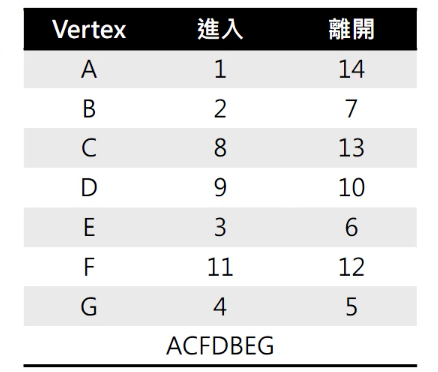 Vertex 進入 離開
A 1 14
B 2 7
C 8 13
D 9 10
E 3 6
F 11 12
G 4 5
ACFDBEG